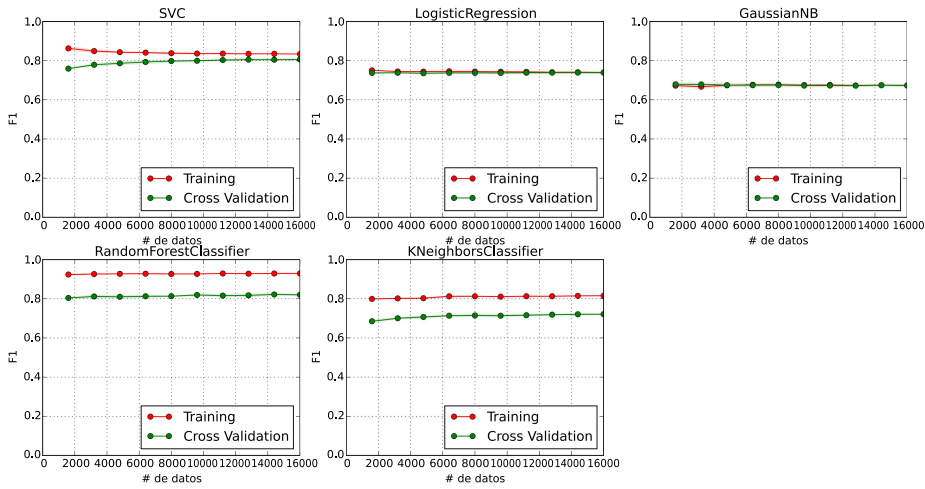 SVC
1.0
0.8
0.6
0.4
0.2
0.0
F1
0 2000 4000 6000 8000 10000 12000 14000 16000
# de datos
Training
Cross Validation
LogisticRegression
1.0
0.8
0.6
0.4
0.2
0.0
F1
0 2000 4000 6000 8000 10000 12000 14000 16000
# de datos
Training
Cross Validation
GaussianNB
1.0
0.8
0.6
0.4
0.2
0.0
F1
0 2000 4000 6000 8000 10000 12000 14000 16000
# de datos
Training
Cross Validation
RandomForestClassifier
1.0
0.8
0.6
0.4
0.2
0.0
F1
0 2000 4000 6000 8000 10000 12000 14000 16000
# de datos
Training
Cross Validation
KNeighborsClassifier
1.0
0.8
0.6
0.4
0.2
0.0
F1
0 2000 4000 6000 8000 10000 12000 14000 16000
# de datos
Training
Cross Validation